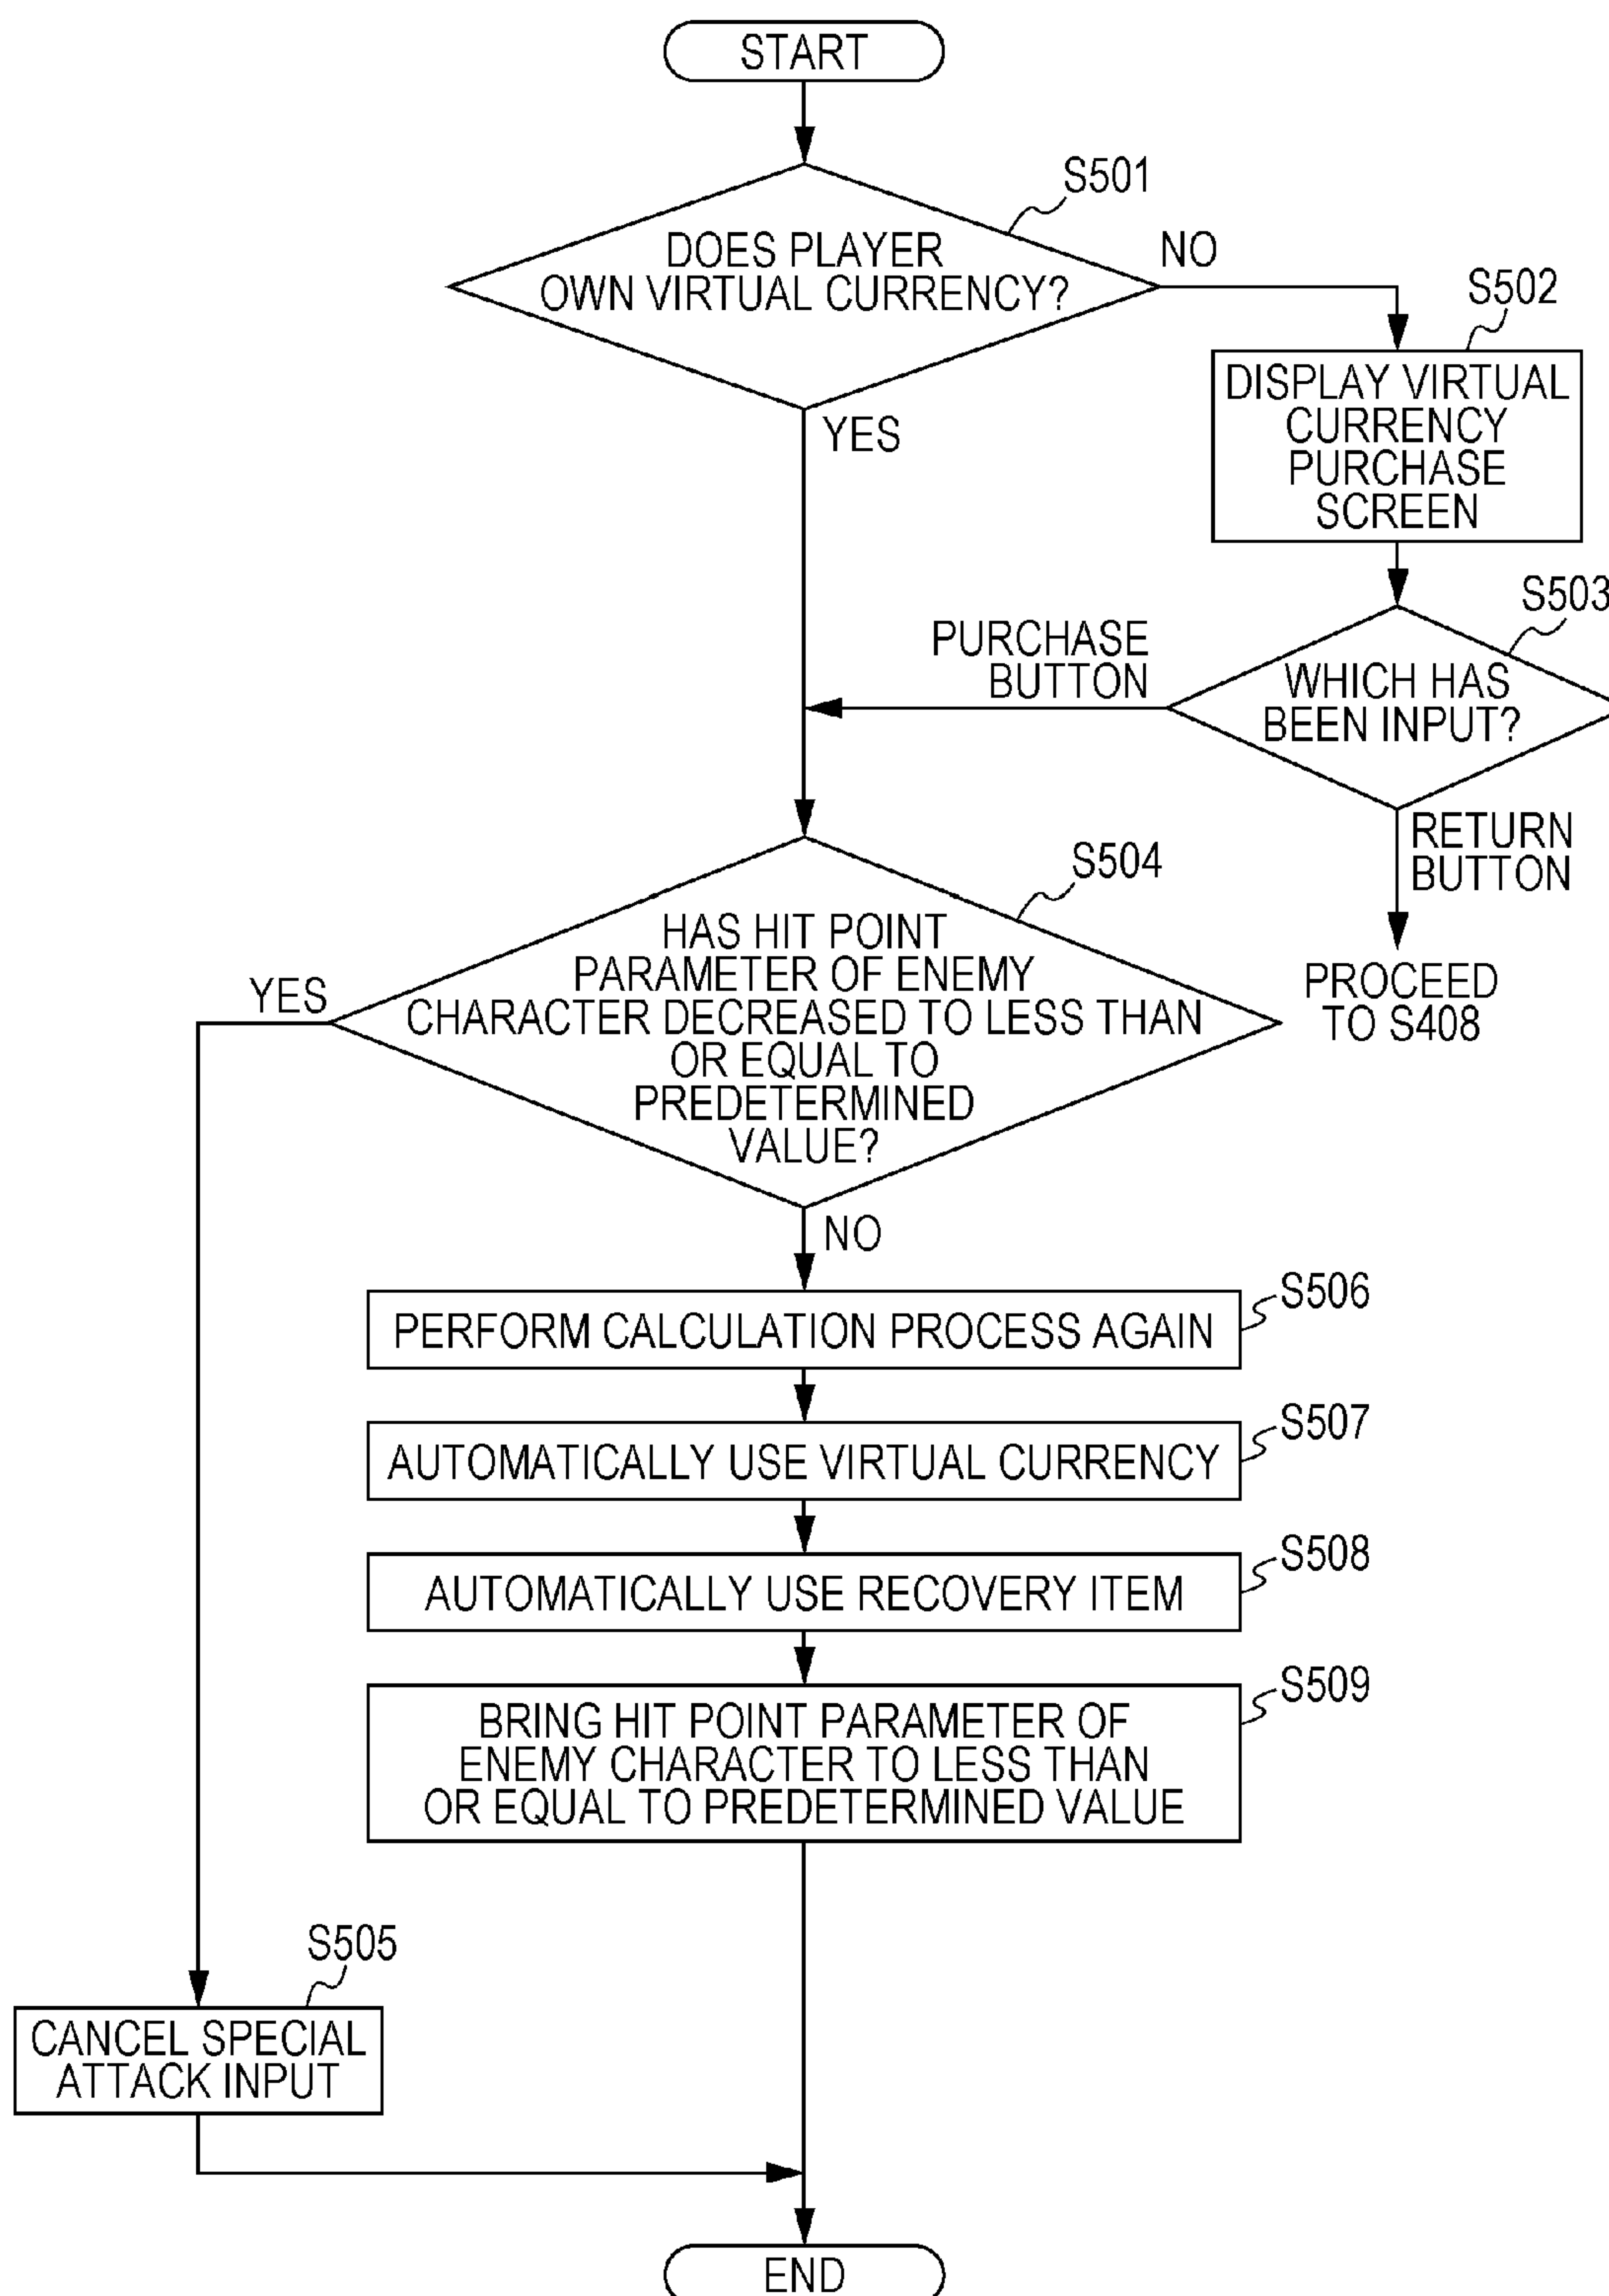 START
S501
DOES PLAYER
OWN VIRTUAL CURRENCY?
NO
YES
S502
DISPLAY VIRTUAL
CURRENCY
PURCHASE
SCREEN
S503
WHICH HAS
BEEN INPUT?
PURCHASE
BUTTON
RETURN
BUTTON
PROCEED
TO S408
S504
HAS HIT POINT
PARAMETER OF ENEMY
CHARACTER DECREASED TO LESS THAN
OR EQUAL TO
PREDETERMINED
VALUE?
YES
NO
S506
PERFORM CALCULATION PROCESS AGAIN
S507
AUTOMATICALLY USE VIRTUAL CURRENCY
S508
AUTOMATICALLY USE RECOVERY ITEM
S509
BRING HIT POINT PARAMETER OF
ENEMY CHARACTER TO LESS THAN
OR EQUAL TO PREDETERMINED VALUE
S505
CANCEL SPECIAL
ATTACK INPUT
END